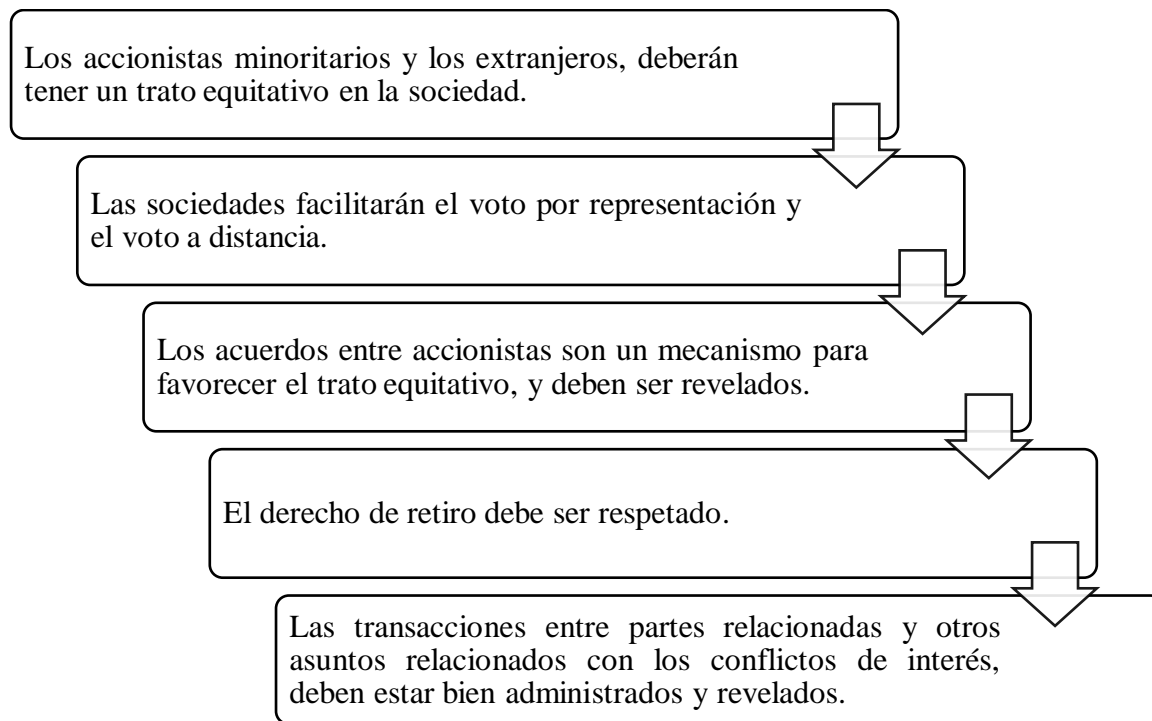 Los accionistas minoritarios y los extranjeros, deberán
tener un trato equitativo en la sociedad.
Las sociedades facilitarán el voto por representación y
el voto a distancia.
Los acuerdos entre accionistas son un mecanismo para
favorecer el trato equitativo, y deben ser revelados.
El derecho de retiro debe ser respetado.
Las transacciones entre partes relacionadas y otros
asuntos relacionados con los conflictos de interés,
deben estar bien administrados y revelados.